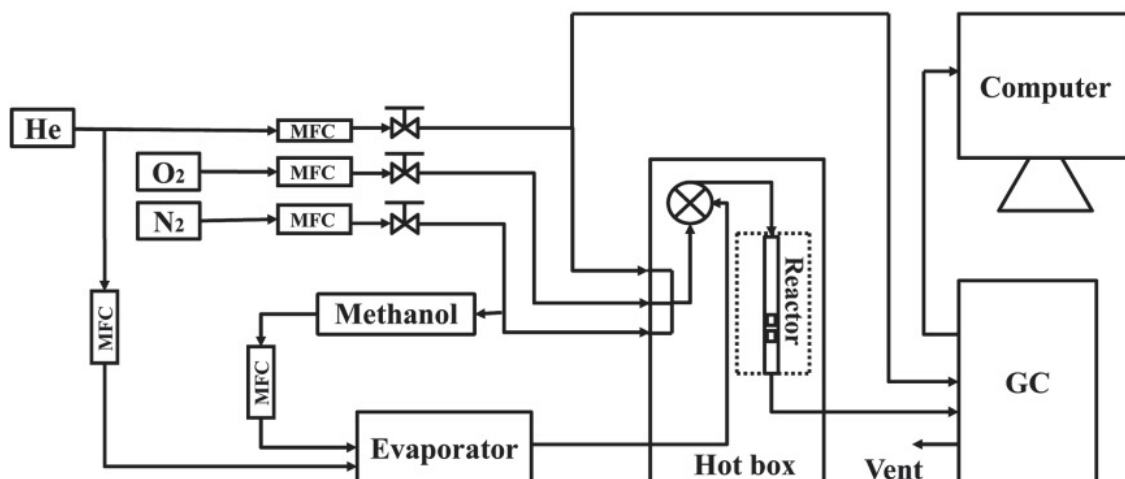 Computer
He
MFC
O2
MFC
N2
MFC
Reactor
Methanol
MFC
MFC
GC
Evaporator
Hot box
Vent